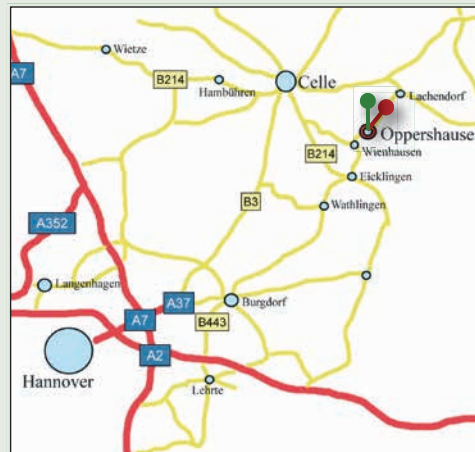 Wietze
A7
B214
Hambühren
Celle
Lachendorf
Oppershause
B214
Wienhausen
Eicklingen
B3
Wathlingen
A352
Langenhagen
A37
Burgdorf
A7
B443
A2
Hannover
Lehrte